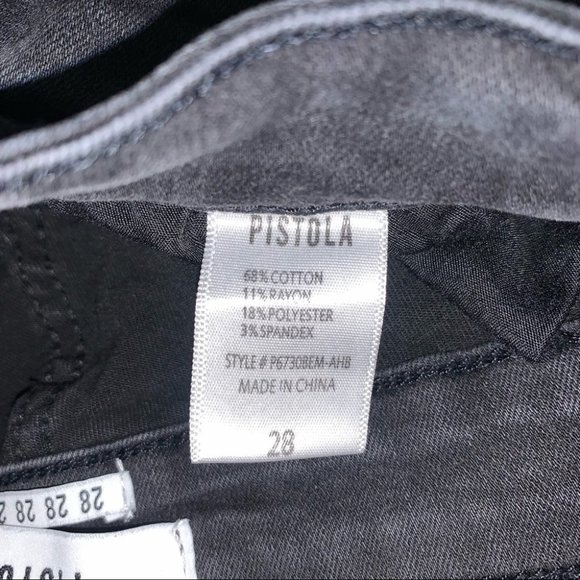 PISTOLA
68% COTTON
11% RAYON
18% POLYESTER
3% SPANDEX
STYLE # P6730BEM-AHB
MADE IN CHINA
28
28 28 28 28